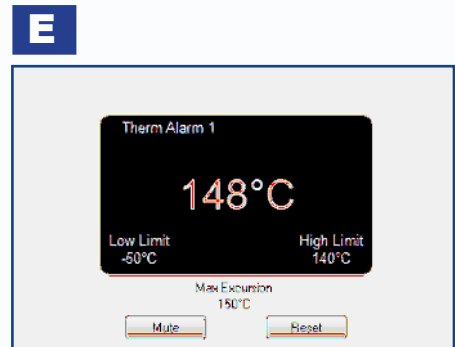 E
Therm Alarm 1
148°C
Low Limit High Limit
-50°C 140°C
Max Excursion
150°C
Mute Reset